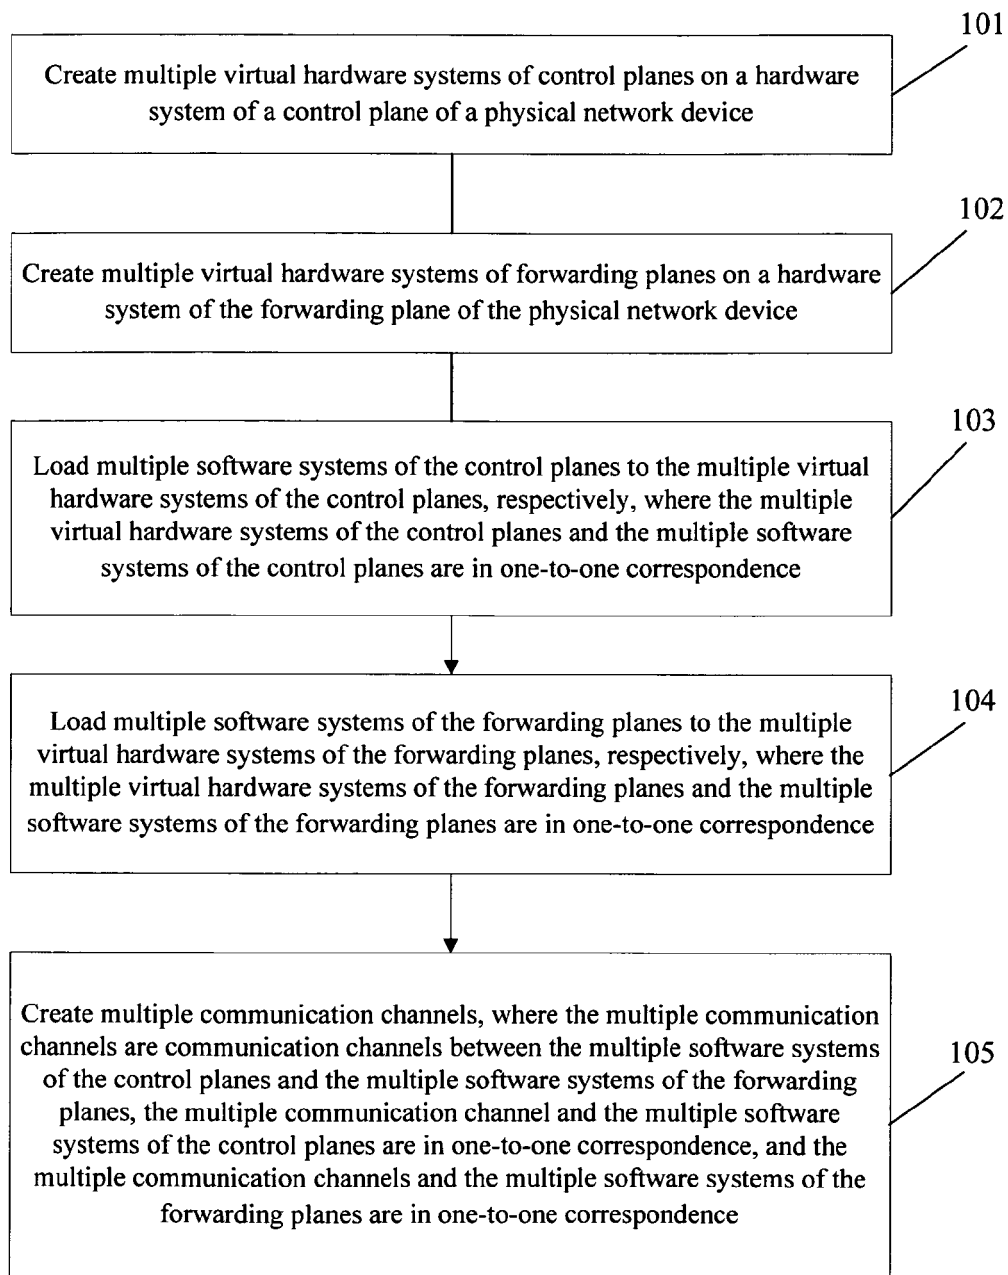 101
Create multiple virtual hardware systems of control planes on a hardware
system of a control plane of a physical network device
102
Create multiple virtual hardware systems of forwarding planes on a hardware
system of the forwarding plane of the physical network device
103
Load multiple software systems of the control planes to the multiple virtual
hardware systems of the control planes, respectively, where the multiple
virtual hardware systems of the control planes and the multiple software
systems of the control planes are in one-to-one correspondence
104
Load multiple software systems of the forwarding planes to the multiple
virtual hardware systems of the forwarding planes, respectively, where the
multiple virtual hardware systems of the forwarding planes and the multiple
software systems of the forwarding planes are in one-to-one correspondence
105
Create multiple communication channels, where the multiple communication
channels are communication channels between the multiple software systems
of the control planes and the multiple software systems of the forwarding
planes, the multiple communication channel and the multiple software
systems of the control planes are in one-to-one correspondence, and the
multiple communication channels and the multiple software systems of the
forwarding planes are in one-to-one correspondence